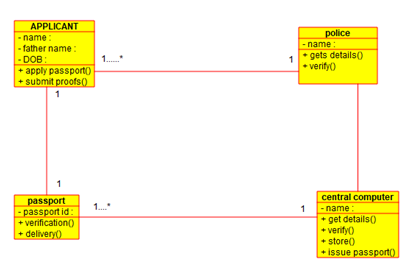 APPLICANT
- name :
- father name :
- DOB :
+ apply passport()
+ submit proofs()
police
- name :
+ gets details()
+ verify()
1......*
1
1
1
passport
- passport id :
+ verification()
+ delivery()
1....*
1
central computer
- name :
+ get details()
+ verify()
+ store()
+ issue passport()